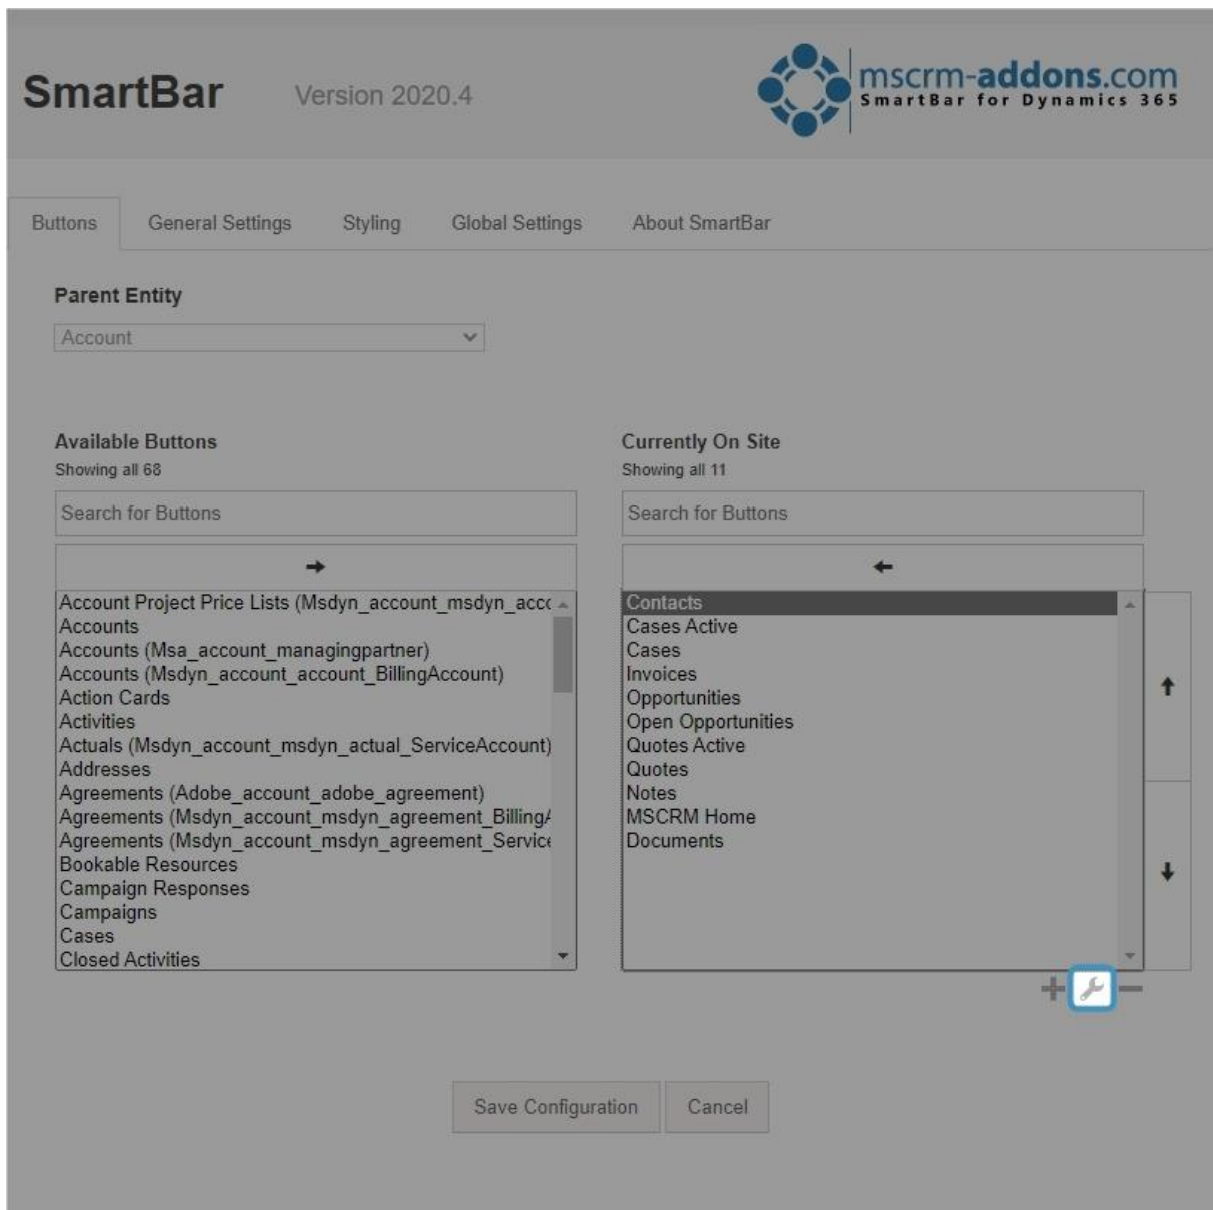 SmartBar
Version 2020.4
mscrm-addons.com
SmartBar for Dynamics 365
Buttons
General Settings
Styling
Global Settings
About SmartBar
Parent Entity
Account
Available Buttons
Showing all 68
Search for Buttons
Account Project Price Lists (Msdyn_account_msdyn_acco
Accounts
Accounts (Msa_account_managingpartner)
Accounts (Msdyn_account_account_BillingAccount)
Action Cards
Activities
Actuals (Msdyn_account_msdyn_actual_ServiceAccount)
Addresses
Agreements (Adobe_account_adobe_agreement)
Agreements (Msdyn_account_msdyn_agreement_BillingA
Agreements (Msdyn_account_msdyn_agreement_Service
Bookable Resources
Campaign Responses
Campaigns
Cases
Closed Activities
Currently On Site
Showing all 11
Search for Buttons
Contacts
Cases Active
Cases
Invoices
Opportunities
Open Opportunities
Quotes Active
Quotes
Notes
MSCRM Home
Documents
Save Configuration
Cancel